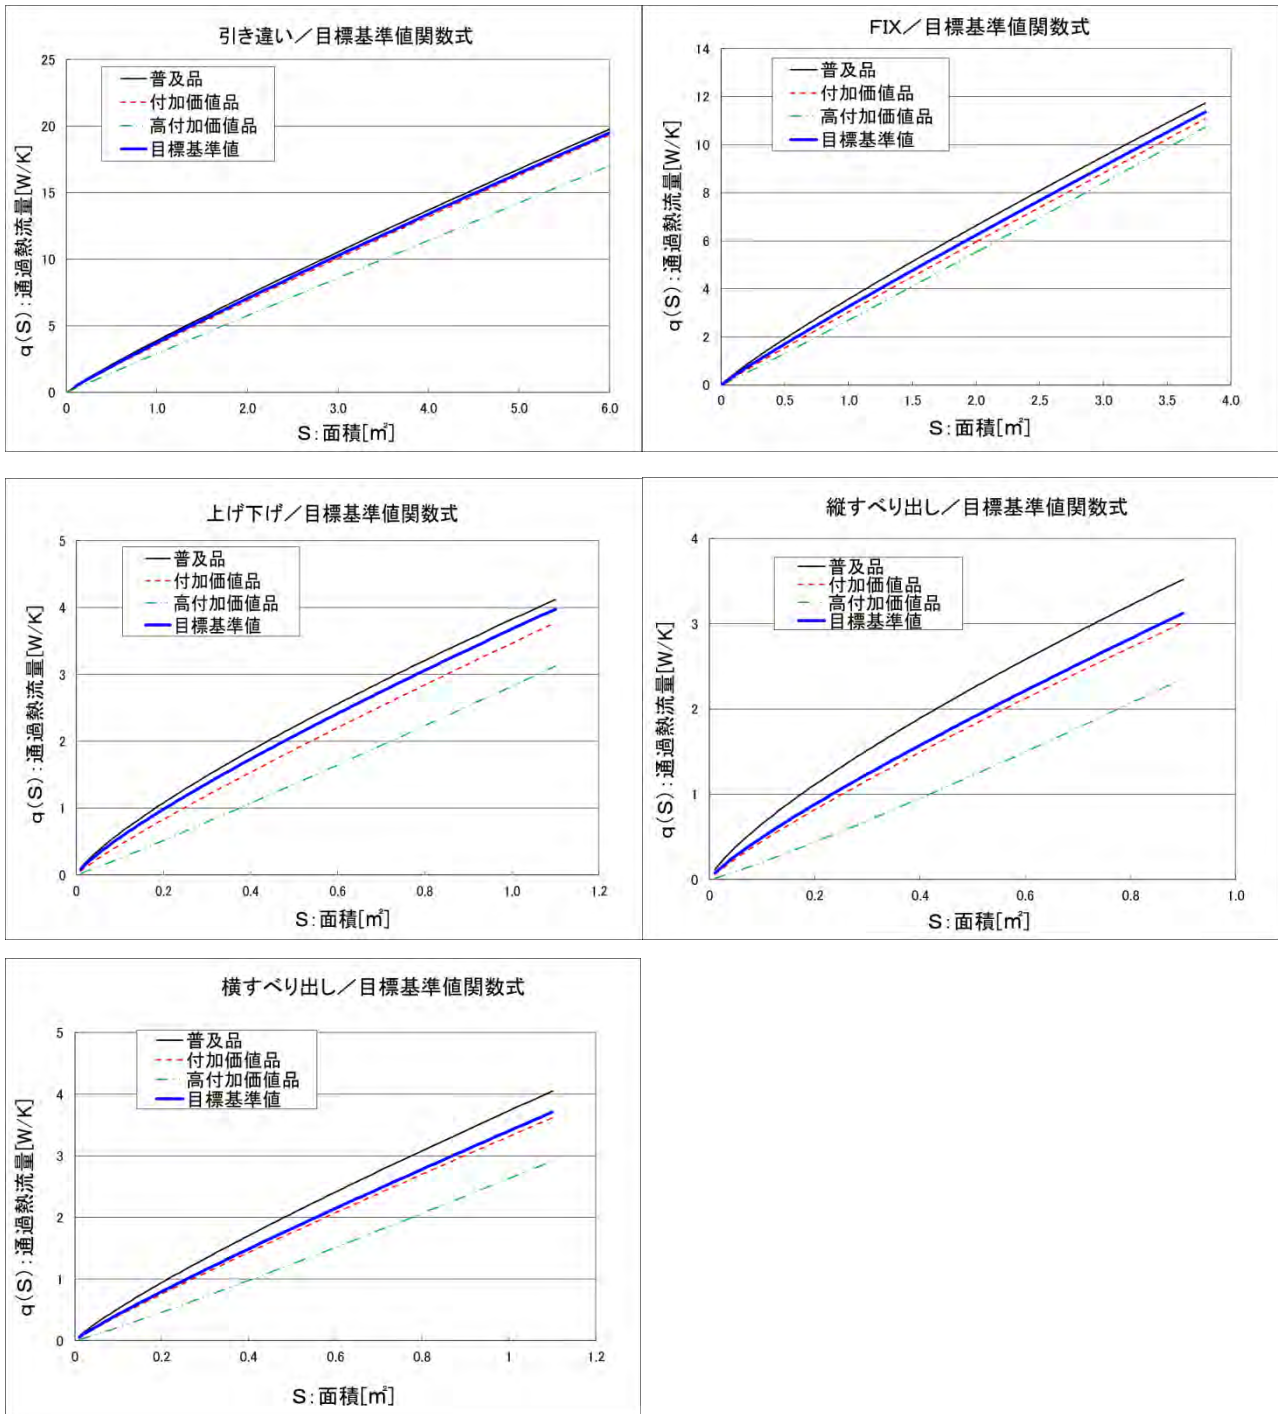 引き違い／目標基準値関数式
25
20
15
10
5
0
q(S):通過熱流量[W/K]
普及品
付加価値品
高付加価値品
目標基準値
0 1.0 2.0 3.0 4.0 5.0 6.0
S:面積[㎡]
FIX／目標基準値関数式
14
12
10
8
6
4
2
0
q(S):通過熱流量[W/K]
普及品
付加価値品
高付加価値品
目標基準値
0.0 0.5 1.0 1.5 2.0 2.5 3.0 3.5 4.0
S:面積[㎡]
上げ下げ／目標基準値関数式
5
4
3
2
1
0
q(S):通過熱流量[W/K]
普及品
付加価値品
高付加価値品
目標基準値
0 0.2 0.4 0.6 0.8 1.0 1.2
S:面積[㎡]
縦すべり出し／目標基準値関数式
4
3
2
1
0
q(S):通過熱流量[W/K]
普及品
付加価値品
高付加価値品
目標基準値
0 0.2 0.4 0.6 0.8 1.0
S:面積[㎡]
横すべり出し／目標基準値関数式
5
4
3
2
1
0
q(S):通過熱流量[W/K]
普及品
付加価値品
高付加価値品
目標基準値
0 0.2 0.4 0.6 0.8 1 1.2
S:面積[㎡]